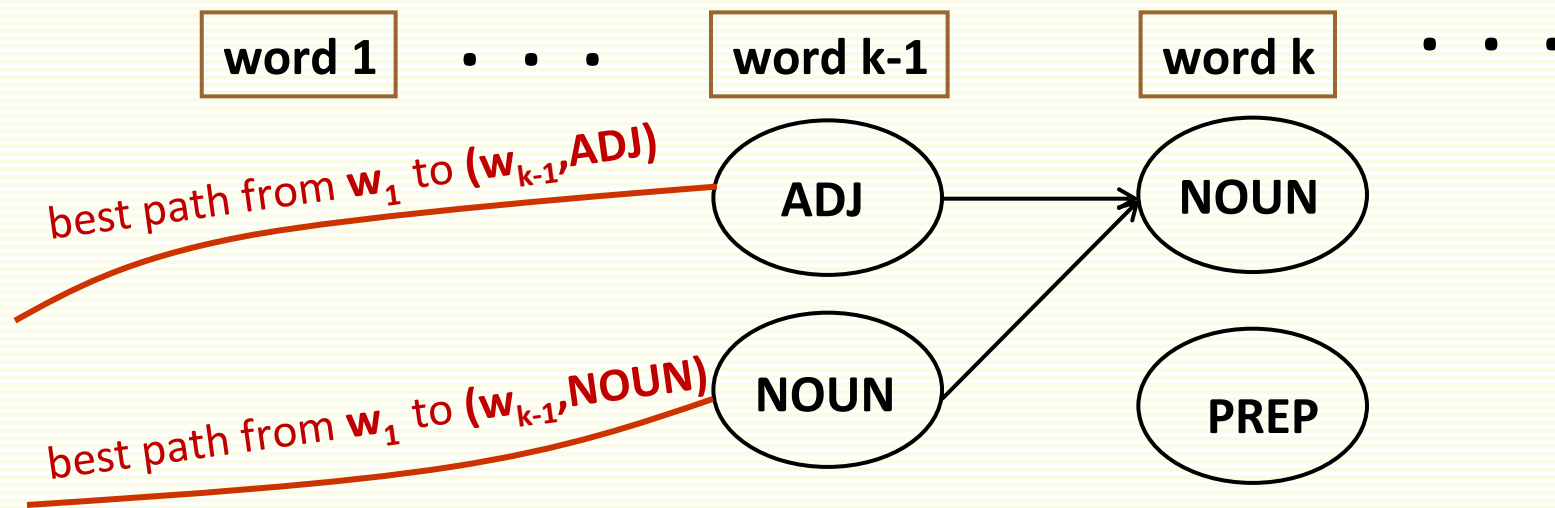 word 1 . . . word k-1 word k . . .
best path from w1 to (wk-1,ADJ)
ADJ NOUN
best path from w1 to (wk-1,NOUN)
NOUN PREP